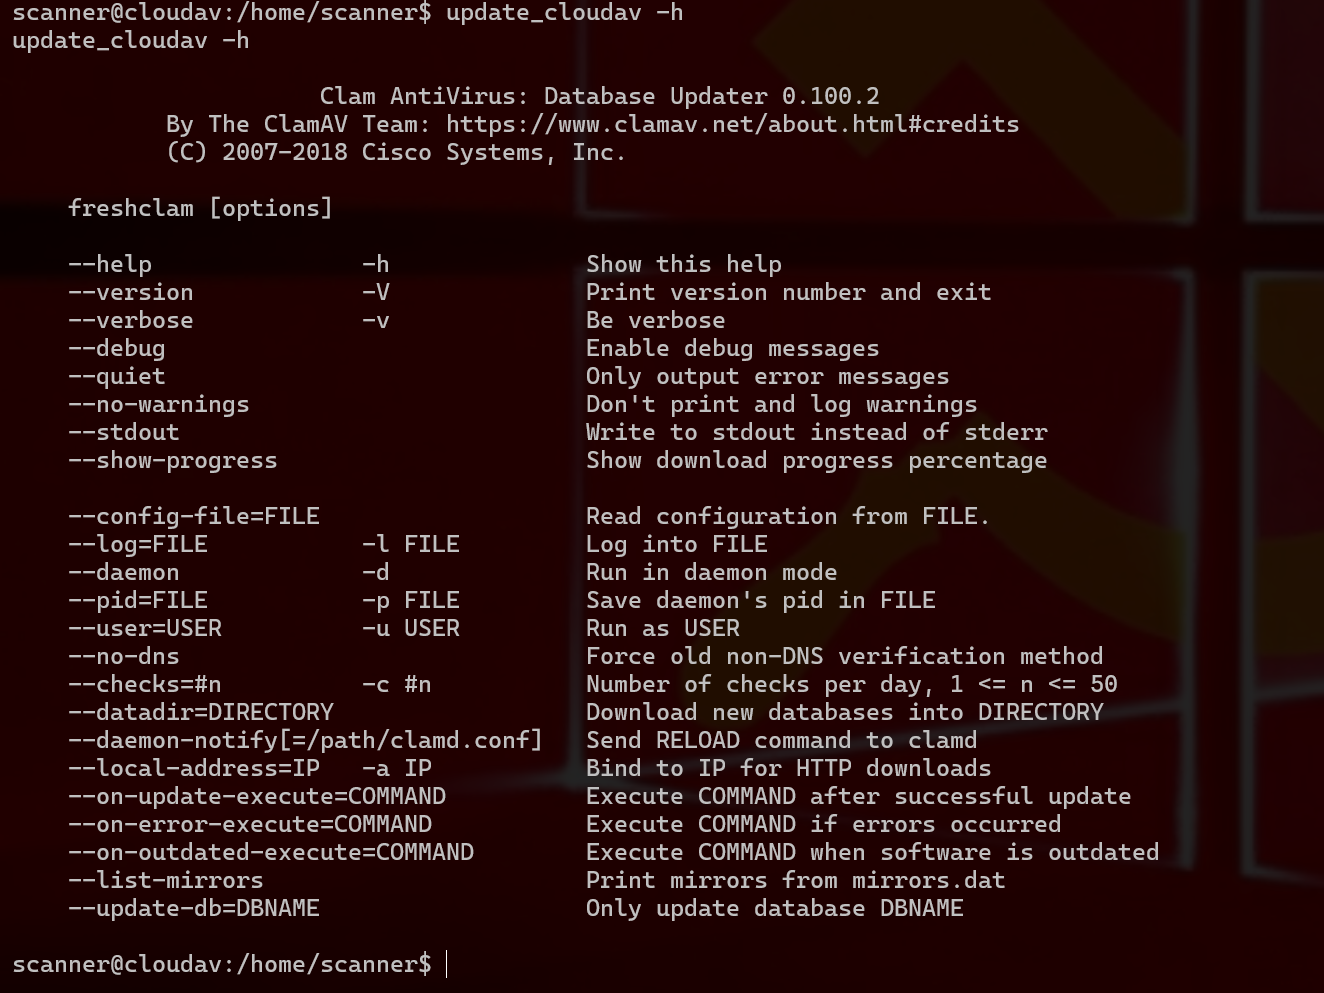 scanner@cloudav:/home/scanner$ update_cloudav -h
update_cloudav -h
Clam AntiVirus: Database Updater 0.100.2
By The ClamAV Team: https://www.clamav.net/about.html#credits
(C) 2007-2018 Cisco Systems, Inc.
freshclam [options]
--help -h Show this help
--version -V Print version number and exit
--verbose -v Be verbose
--debug Enable debug messages
--quiet Only output error messages
--no-warnings Don't print and log warnings
--stdout Write to stdout instead of stderr
--show-progress Show download progress percentage
--config-file=FILE Read configuration from FILE.
--log=FILE -l FILE Log into FILE
--daemon -d Run in daemon mode
--pid=FILE -p FILE Save daemon's pid in FILE
--user=USER -u USER Run as USER
--no-dns Force old non-DNS verification method
--checks=#n -c #n Number of checks per day, 1 <= n <= 50
--datadir=DIRECTORY Download new databases into DIRECTORY
--daemon-notify[=/path/clamd.conf] Send RELOAD command to clamd
--local-address=IP -a IP Bind to IP for HTTP downloads
--on-update-execute=COMMAND Execute COMMAND after successful update
--on-error-execute=COMMAND Execute COMMAND if errors occurred
--on-outdated-execute=COMMAND Execute COMMAND when software is outdated
--list-mirrors Print mirrors from mirrors.dat
--update-db=DBNAME Only update database DBNAME
scanner@cloudav:/home/scanner$